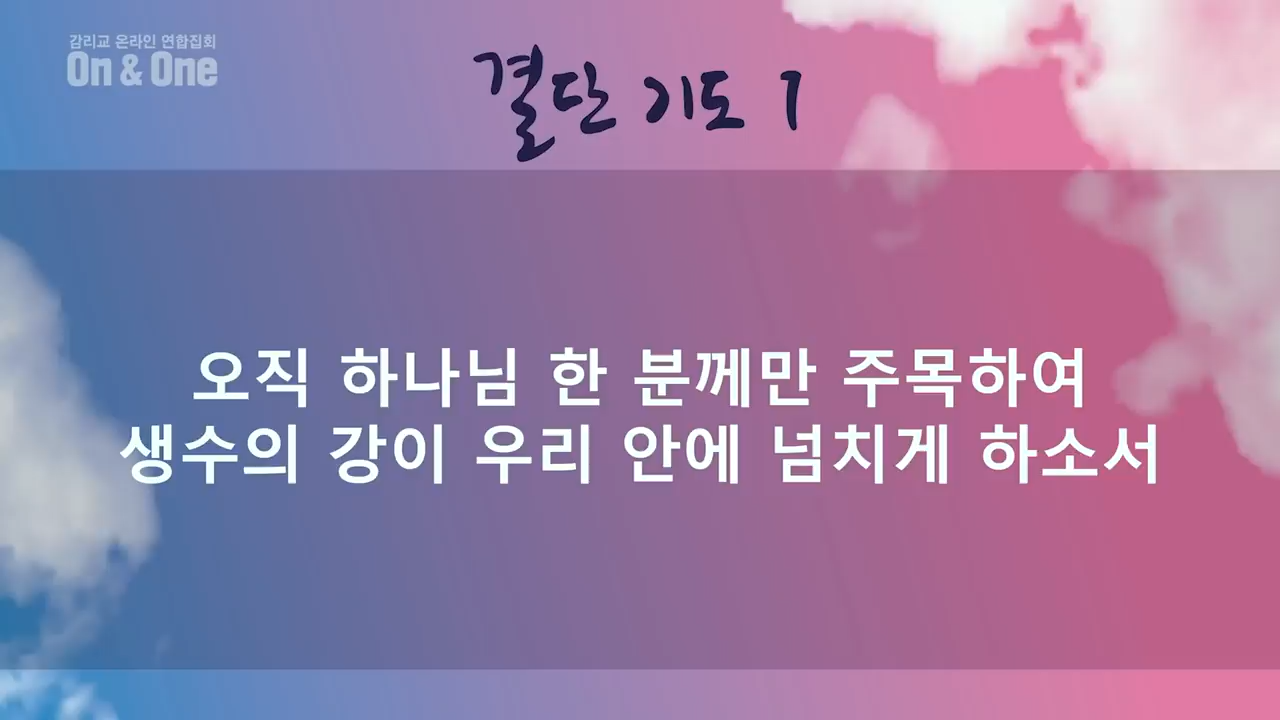 감리교 온라인 연합집회
On & One
결단 기도 1
오직 하나님 한 분께만 주목하여
생수의 강이 우리 안에 넘치게 하소서